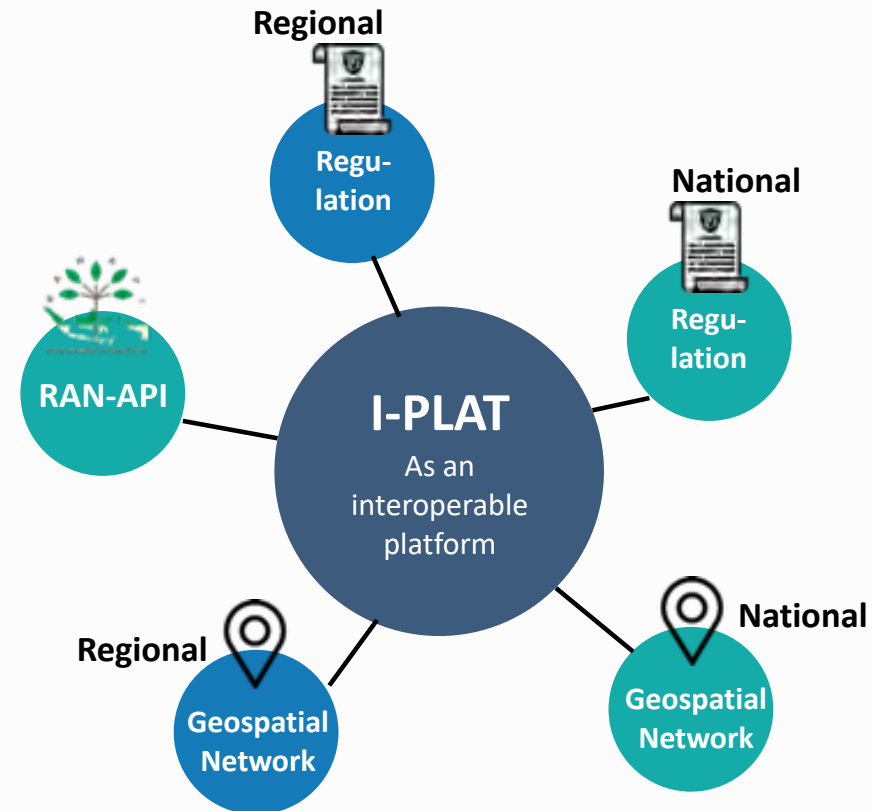 Regional
Regu-
lation
National
Regu-
lation
RAN-API
I-PLAT
As an
interoperable
platform
Regional
Geospatial
Network
National
Geospatial
Network